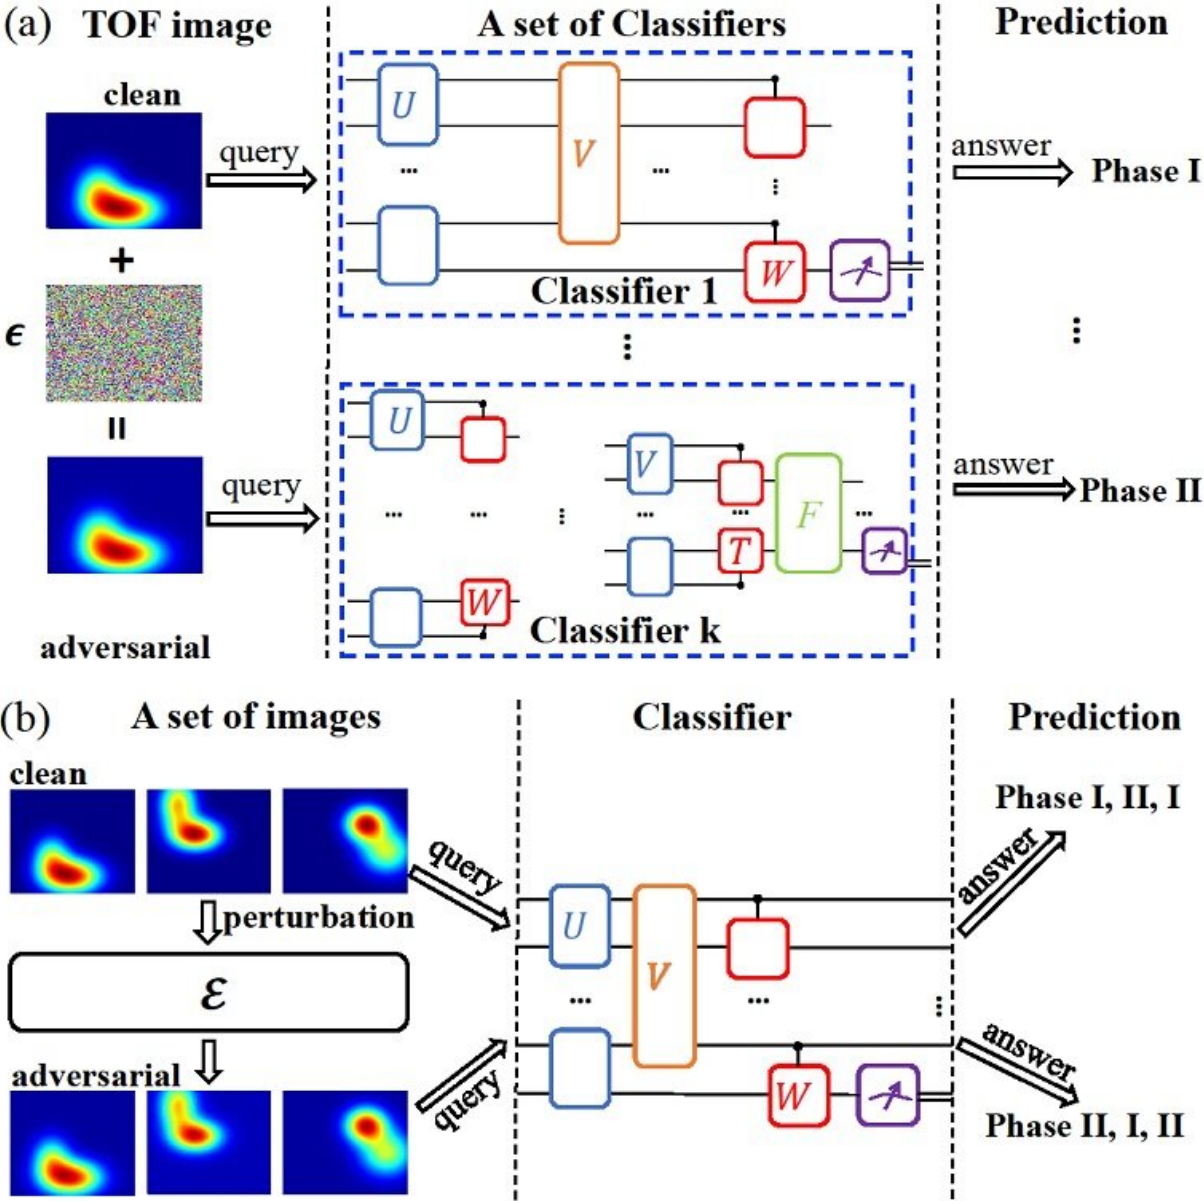 (a) TOF image A set of Classifiers Prediction
clean
query
U
V
...
...
...
answer
Phase I
+
W
Classifier 1
ϵ
...
...
=
U
V
query
...
...
...
...
...
F
...
answer
Phase II
T
W
Classifier k
adversarial
(b) A set of images Classifier Prediction
clean
Phase I, II, I
query
answer
perturbation
U
V
ℰ
...
...
...
answer
adversarial
query
W
Phase II, I, II